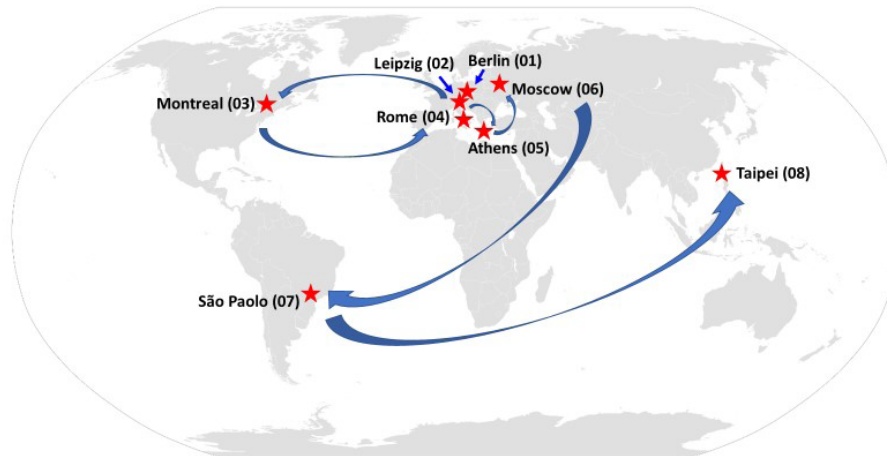 Leipzig (02)
Berlin (01)
Montreal (03)
Moscow (06)
Rome (04)
Athens (05)
Taipei (08)
São Paolo (07)